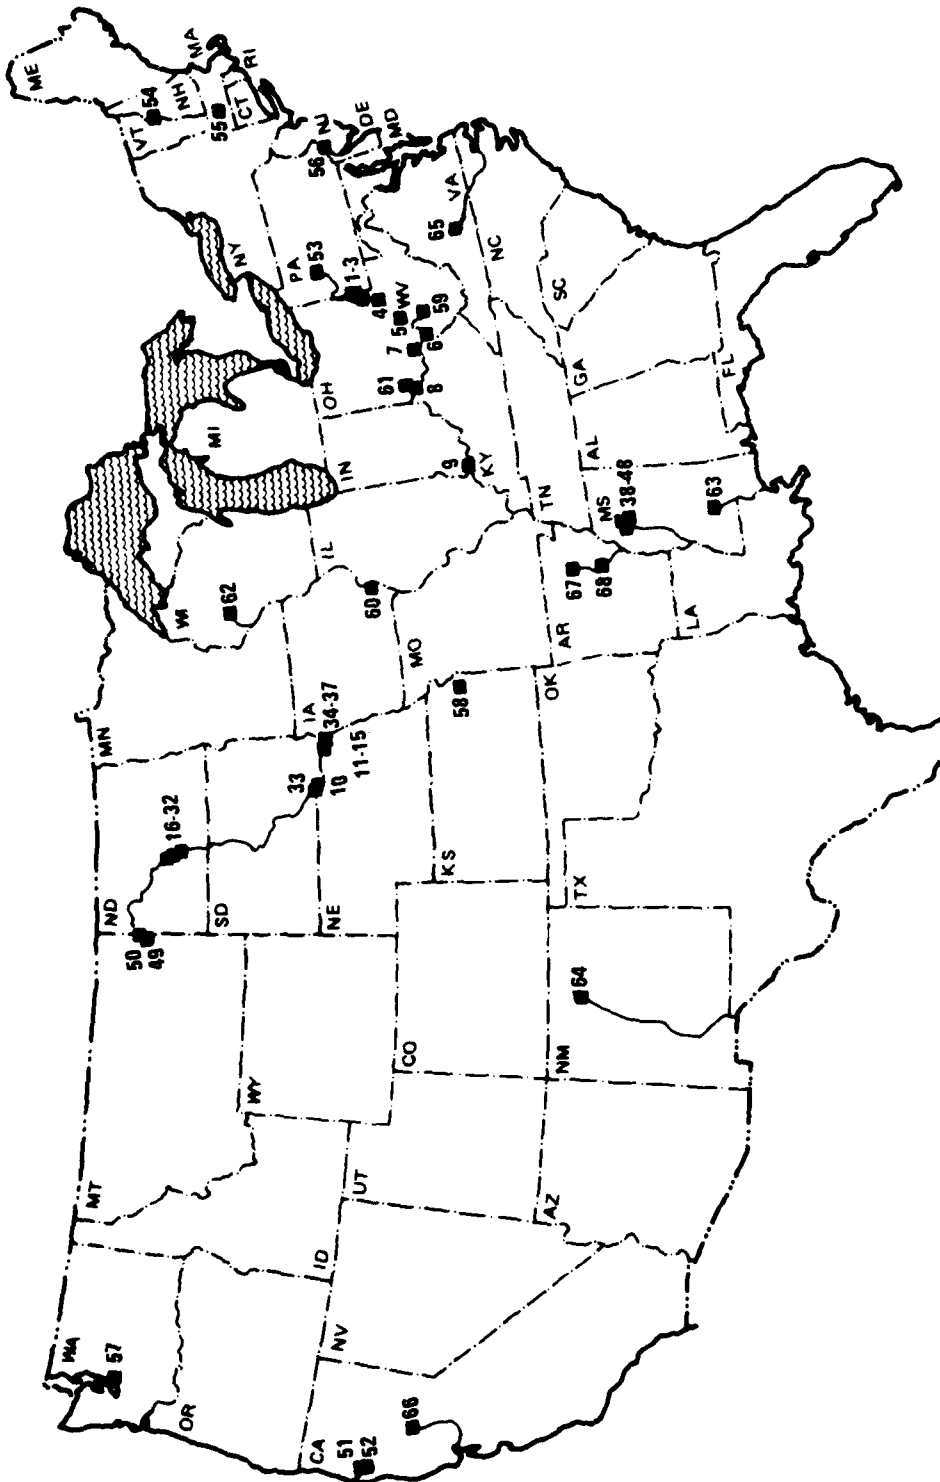 WA
57
OR
CA
51
52
66
NV
ID
MT
UT
AZ
WY
CO
NM
64
ND
50
49
SD
16-32
NE
33
10
KS
TX
MN
IA
34-37
11-15
58
OK
MO
WI
62
60
IL
AR
67
68
LA
MI
IN
9
KY
TN
MS
38-48
63
AL
OH
61
8
7
6
5
WV
59
4
1-3
PA
53
GA
FL
SC
NC
VA
65
NY
56
NJ
DE
MD
VT
54
NH
55
CT
MA
RI
ME